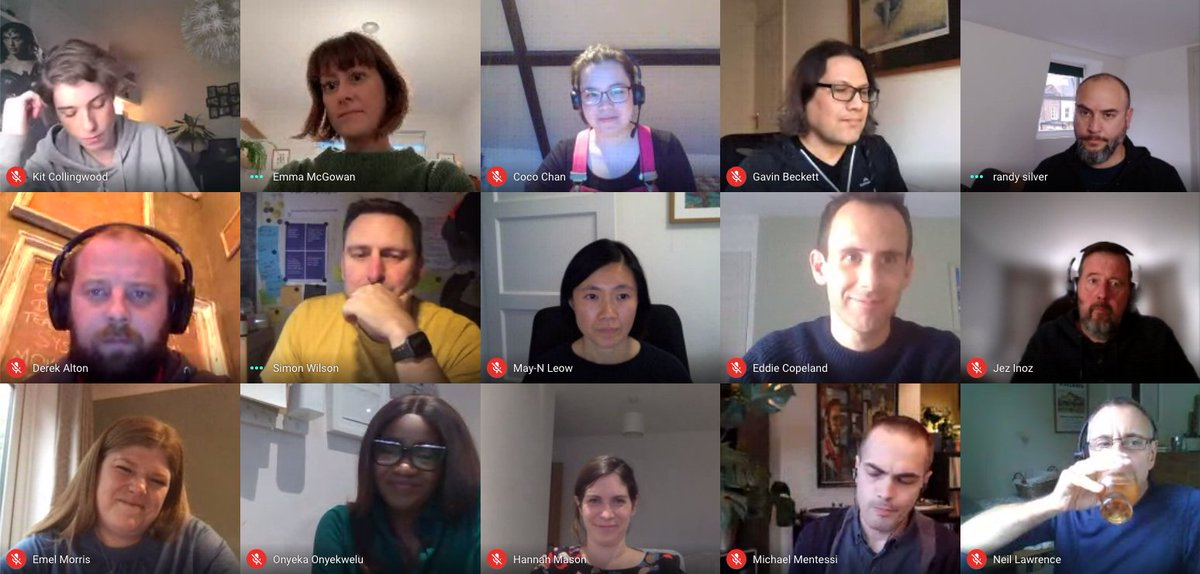 Kit Collingwood
Emma McGowan
Coco Chan
Gavin Beckett
randy silver
Derek Alton
Simon Wilson
May-N Leow
Eddie Copeland
Jez Inoz
Emel Morris
Onyeka Onyekwelu
Hannah Mason
Michael Mentessi
Neil Lawrence